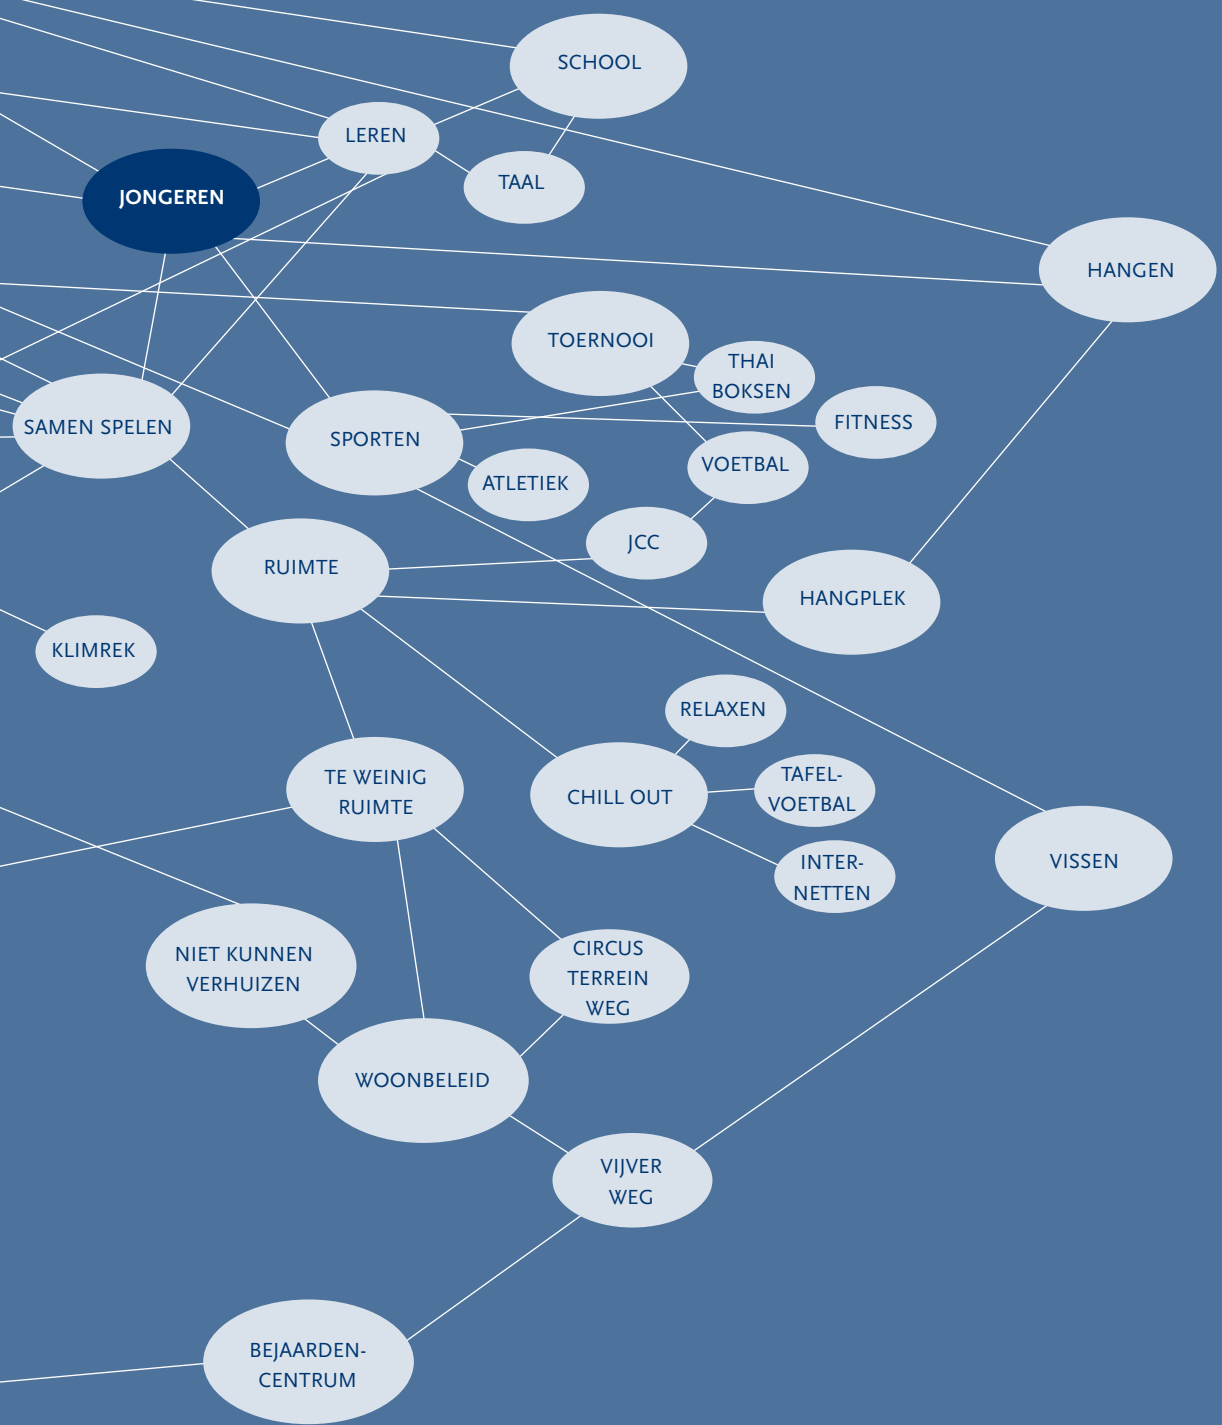 SCHOOL
LEREN
TAAL
JONGEREN
HANGEN
TOERNOOI
THAI
BOKSEN
FITNESS
SAMEN SPELEN
SPORTEN
VOETBAL
ATLETIEK
JCC
RUIMTE
HANGPLEK
KLIMREK
RELAXEN
TE WEINIG
RUIMTE
CHILL OUT
TAFEL-
VOETBAL
INTER-
NETTEN
VISSEN
NIET KUNNEN
VERHUIZEN
CIRCUS
TERREIN
WEG
WOONBELEID
VIJVER
WEG
BEJAARDEN-
CENTRUM